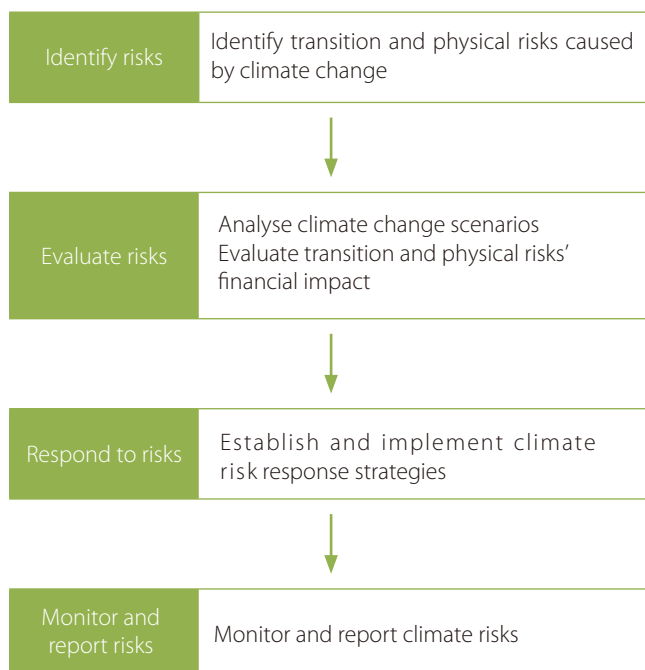 Identify risks
Identify transition and physical risks caused
by climate change
Evaluate risks
Analyse climate change scenarios
Evaluate transition and physical risks’
financial impact
Respond to risks
Establish and implement climate
risk response strategies
Monitor and
report risks
Monitor and report climate risks